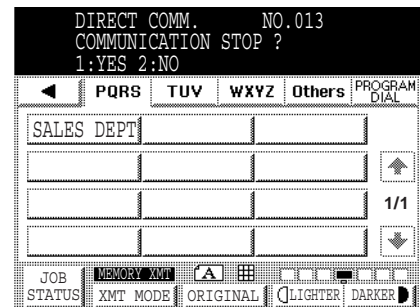 DIRECT COMM. NO.013
COMMUNICATION STOP ?
1:YES 2:NO
PQRS TUV WXYZ Others PROGRAM DIAL
SALES DEPT
1/1
MEMORY XMT A
JOB STATUS XMT MODE ORIGINAL LIGHTER DARKER